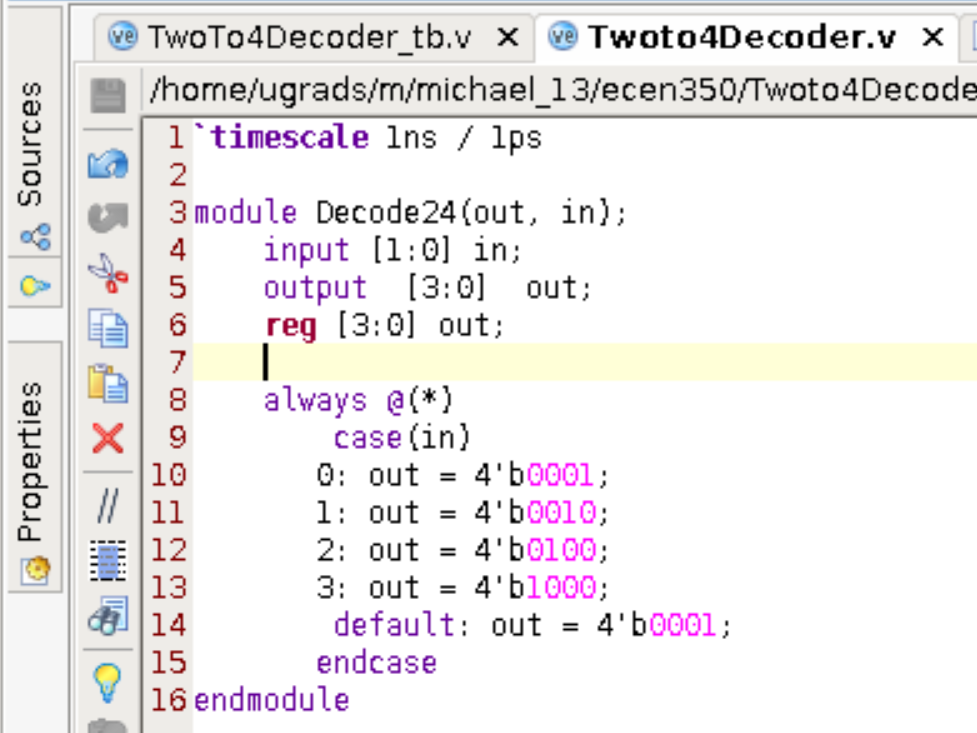 TwoTo4Decoder_tb.v × Twoto4Decoder.v ×
/home/ugrads/m/michael_13/ecen350/Twoto4Decode
Sources
Properties
1 `timescale 1ns / 1ps
2
3 module Decode24(out, in);
4 input [1:0] in;
5 output [3:0] out;
6 reg [3:0] out;
7
8 always @(*)
9 case(in)
10 0: out = 4'b0001;
11 1: out = 4'b0010;
12 2: out = 4'b0100;
13 3: out = 4'b1000;
14 default: out = 4'b0001;
15 endcase
16 endmodule